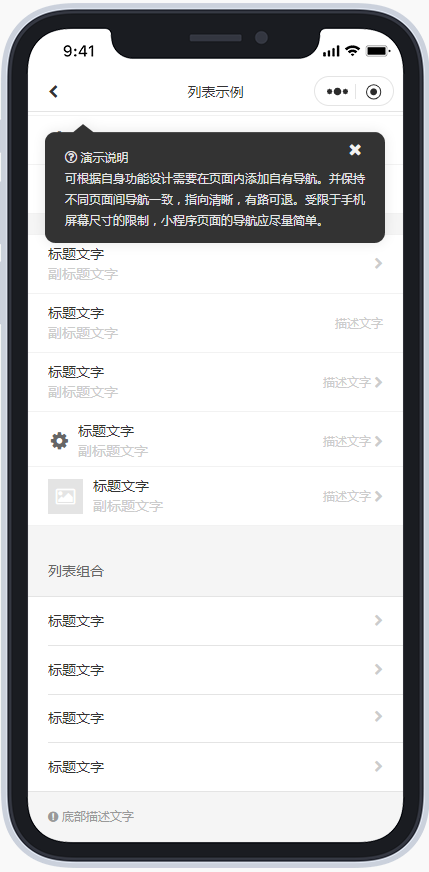 9:41
列表示例
演示说明
可根据自身功能设计需要在页面内添加自有导航。并保持
不同页面间导航一致，指向清晰，有路可退。受限于手机
屏幕尺寸的限制，小程序页面的导航应尽量简单。
标题文字
副标题文字
标题文字
副标题文字
描述文字
标题文字
副标题文字
描述文字
标题文字
副标题文字
描述文字
标题文字
副标题文字
描述文字
列表组合
标题文字
标题文字
标题文字
标题文字
底部描述文字